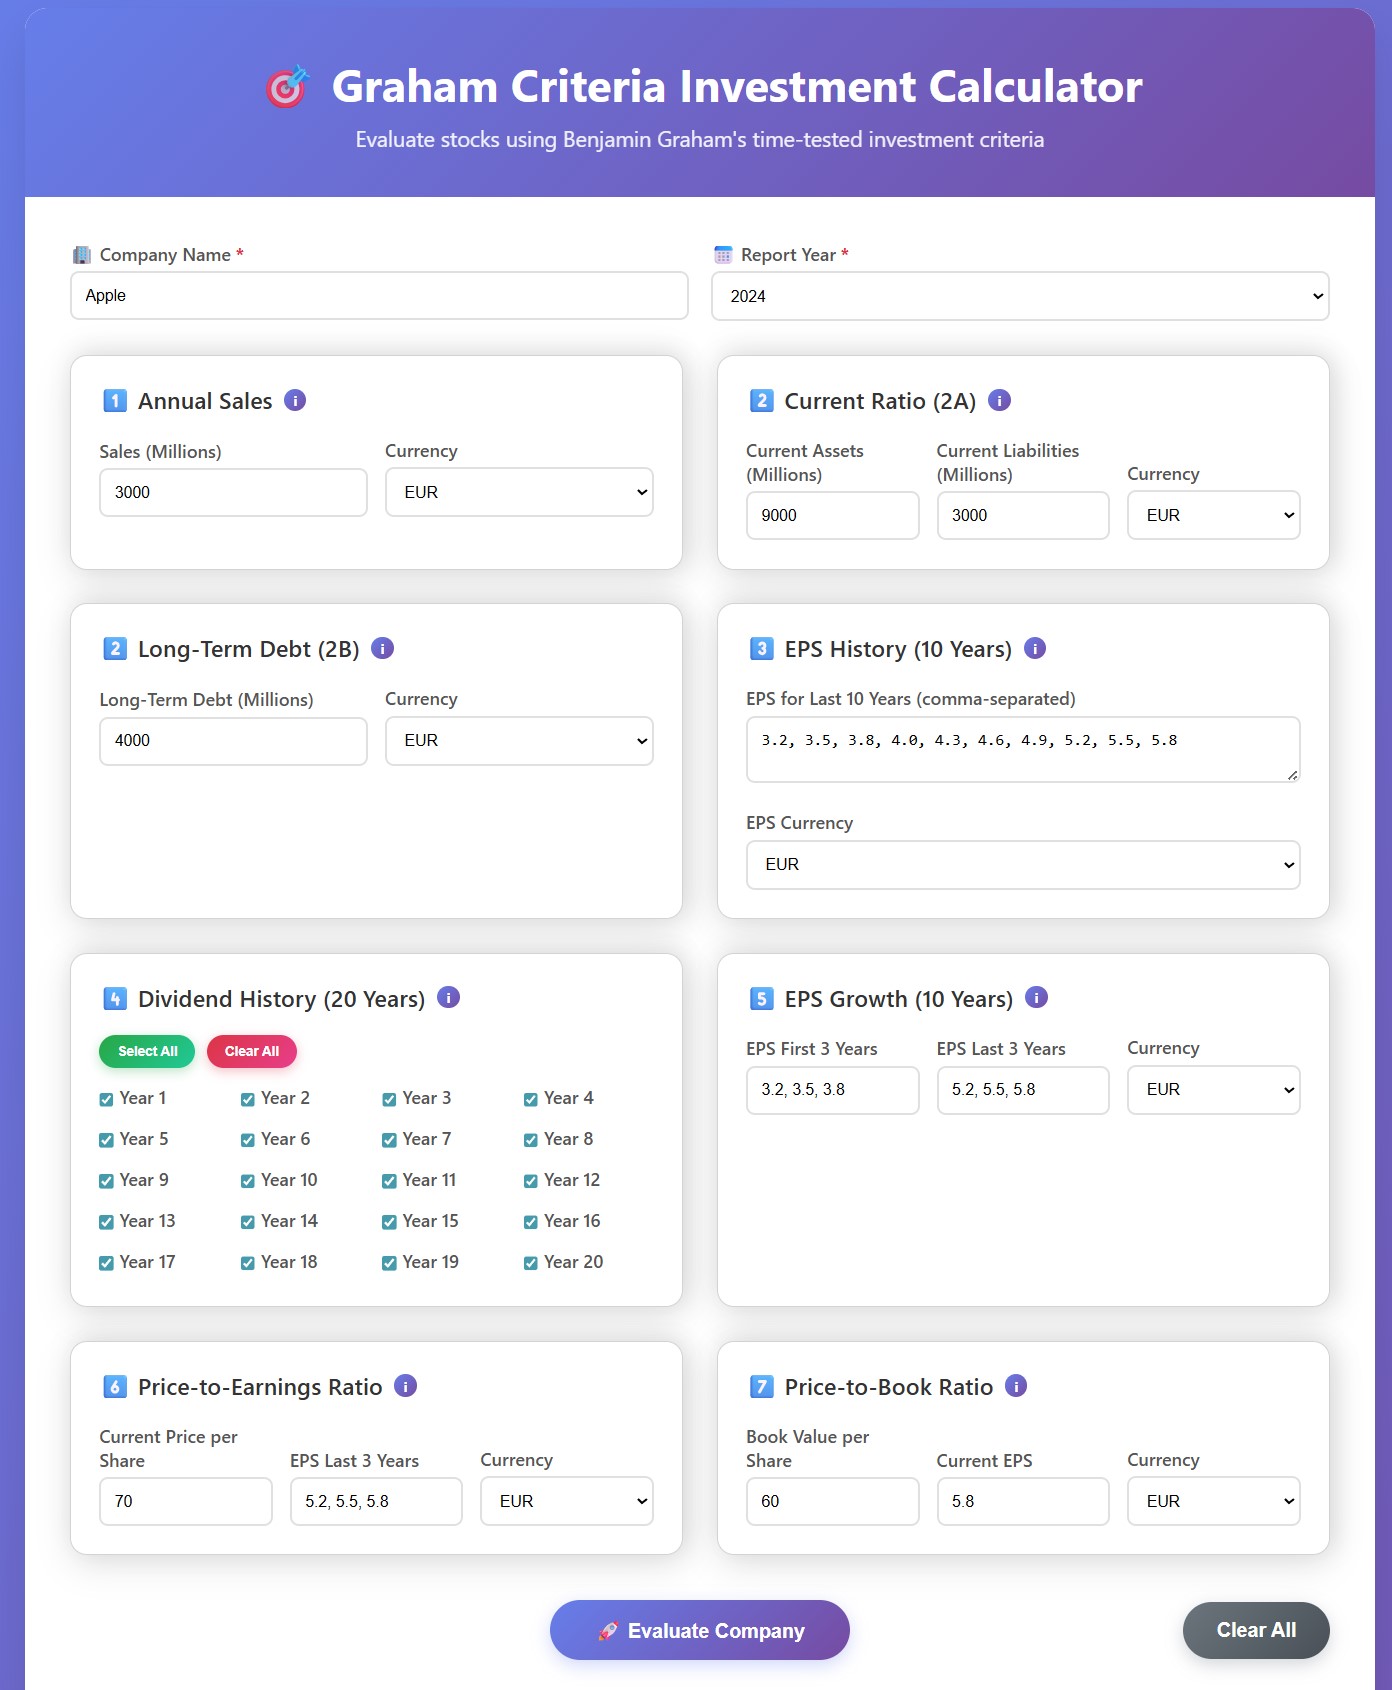 Graham Criteria Investment Calculator
Evaluate stocks using Benjamin Graham's time-tested investment criteria
Company Name *
Apple
Report Year *
2024
1 Annual Sales i
Sales (Millions)
3000
Currency
EUR
2 Current Ratio (2A) i
Current Assets
(Millions)
9000
Current Liabilities
(Millions)
3000
Currency
EUR
2 Long-Term Debt (2B) i
Long-Term Debt (Millions)
4000
Currency
EUR
3 EPS History (10 Years) i
EPS for Last 10 Years (comma-separated)
3.2, 3.5, 3.8, 4.0, 4.3, 4.6, 4.9, 5.2, 5.5, 5.8
EPS Currency
EUR
4 Dividend History (20 Years) i
Select All Clear All
Year 1 Year 2 Year 3 Year 4
Year 5 Year 6 Year 7 Year 8
Year 9 Year 10 Year 11 Year 12
Year 13 Year 14 Year 15 Year 16
Year 17 Year 18 Year 19 Year 20
5 EPS Growth (10 Years) i
EPS First 3 Years
3.2, 3.5, 3.8
EPS Last 3 Years
5.2, 5.5, 5.8
Currency
EUR
6 Price-to-Earnings Ratio i
Current Price per
Share
70
EPS Last 3 Years
5.2, 5.5, 5.8
Currency
EUR
7 Price-to-Book Ratio i
Book Value per
Share
60
Current EPS
5.8
Currency
EUR
Evaluate Company
Clear All